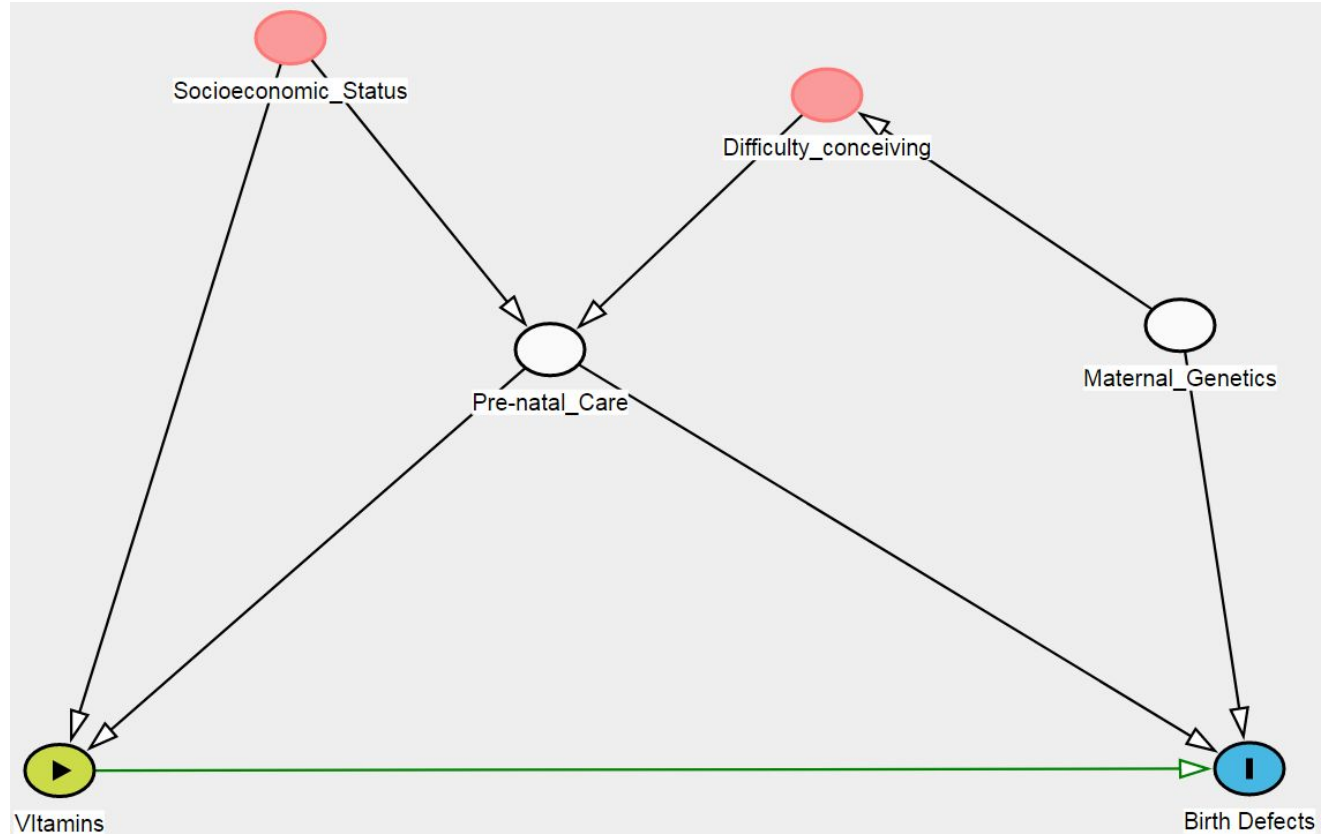 Socioeconomic_Status
Difficulty_conceiving
Maternal_Genetics
Pre-natal_Care
VItamins
Birth Defects